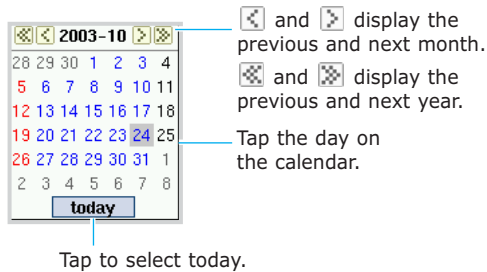 2003-10
28 29 30 1 2 3 4
5 6 7 8 9 10 11
12 13 14 15 16 17 18
19 20 21 22 23 24 25
26 27 28 29 30 31 1
2 3 4 5 6 7 8
today
and display the
previous and next month.
and display the
previous and next year.
Tap the day on
the calendar.
Tap to select today.